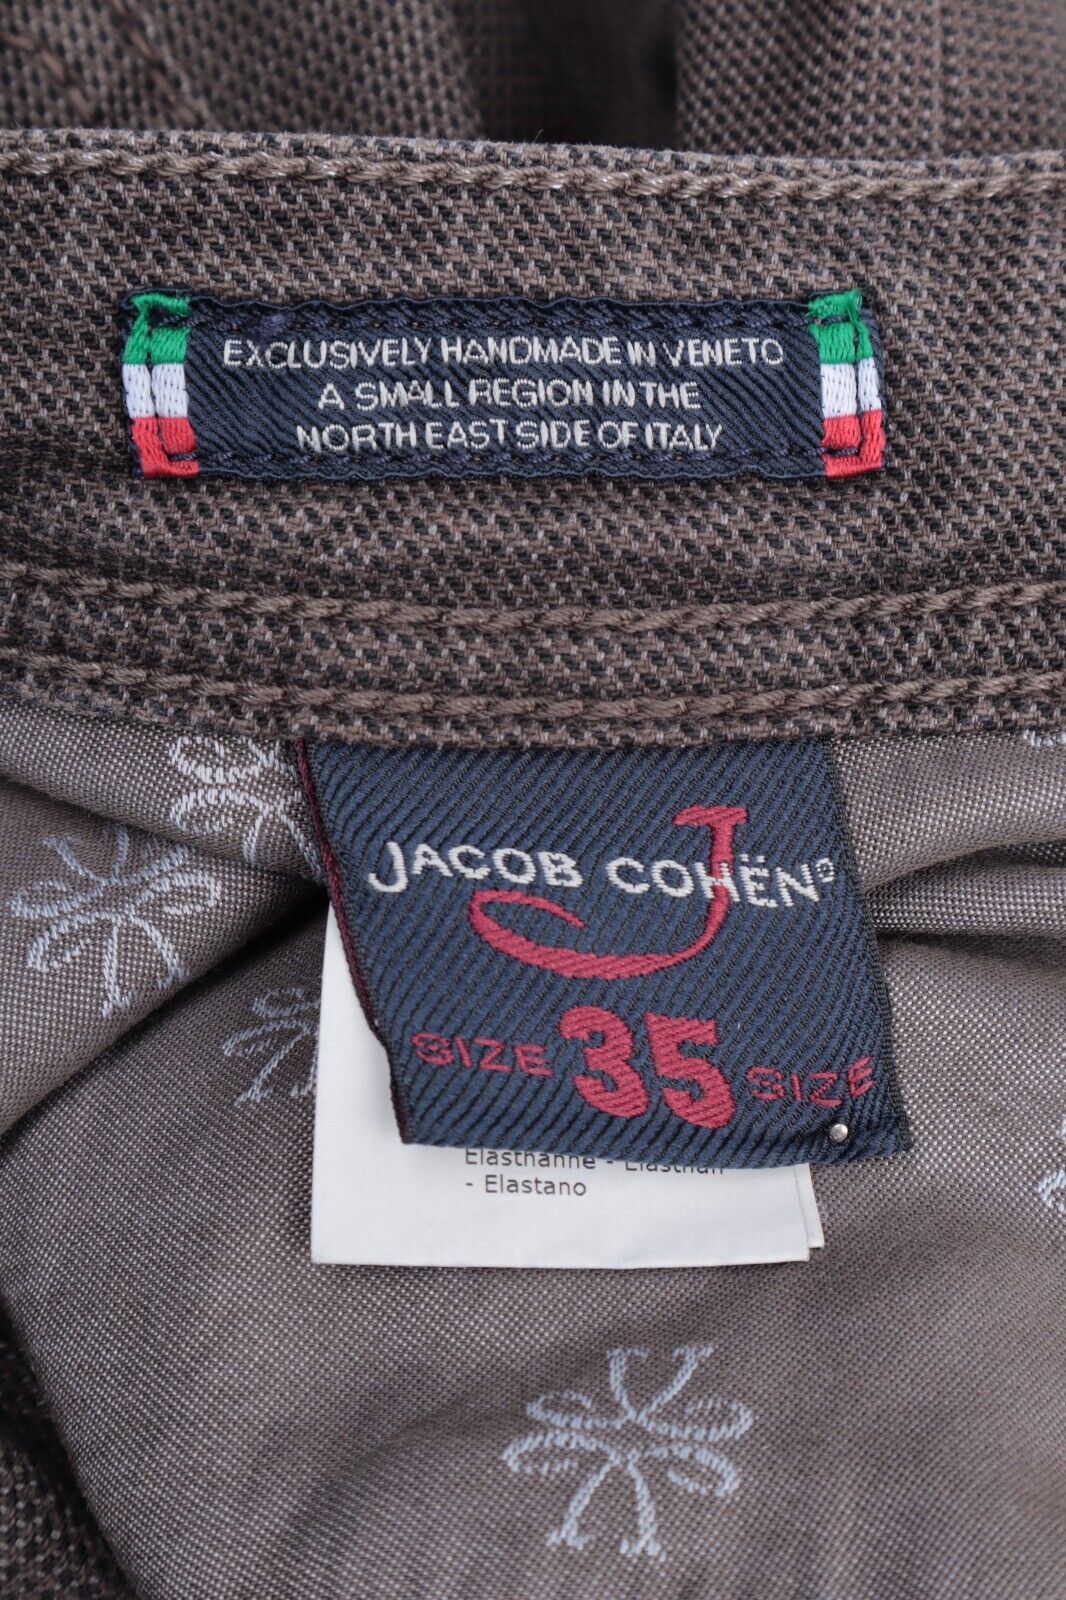 EXCLUSIVELY HANDMADE IN VENETO
A SMALL REGION IN THE
NORTH EAST SIDE OF ITALY
JACOB COHËN
SIZE 35 SIZE
Elasthanne - Elasthan
- Elastano